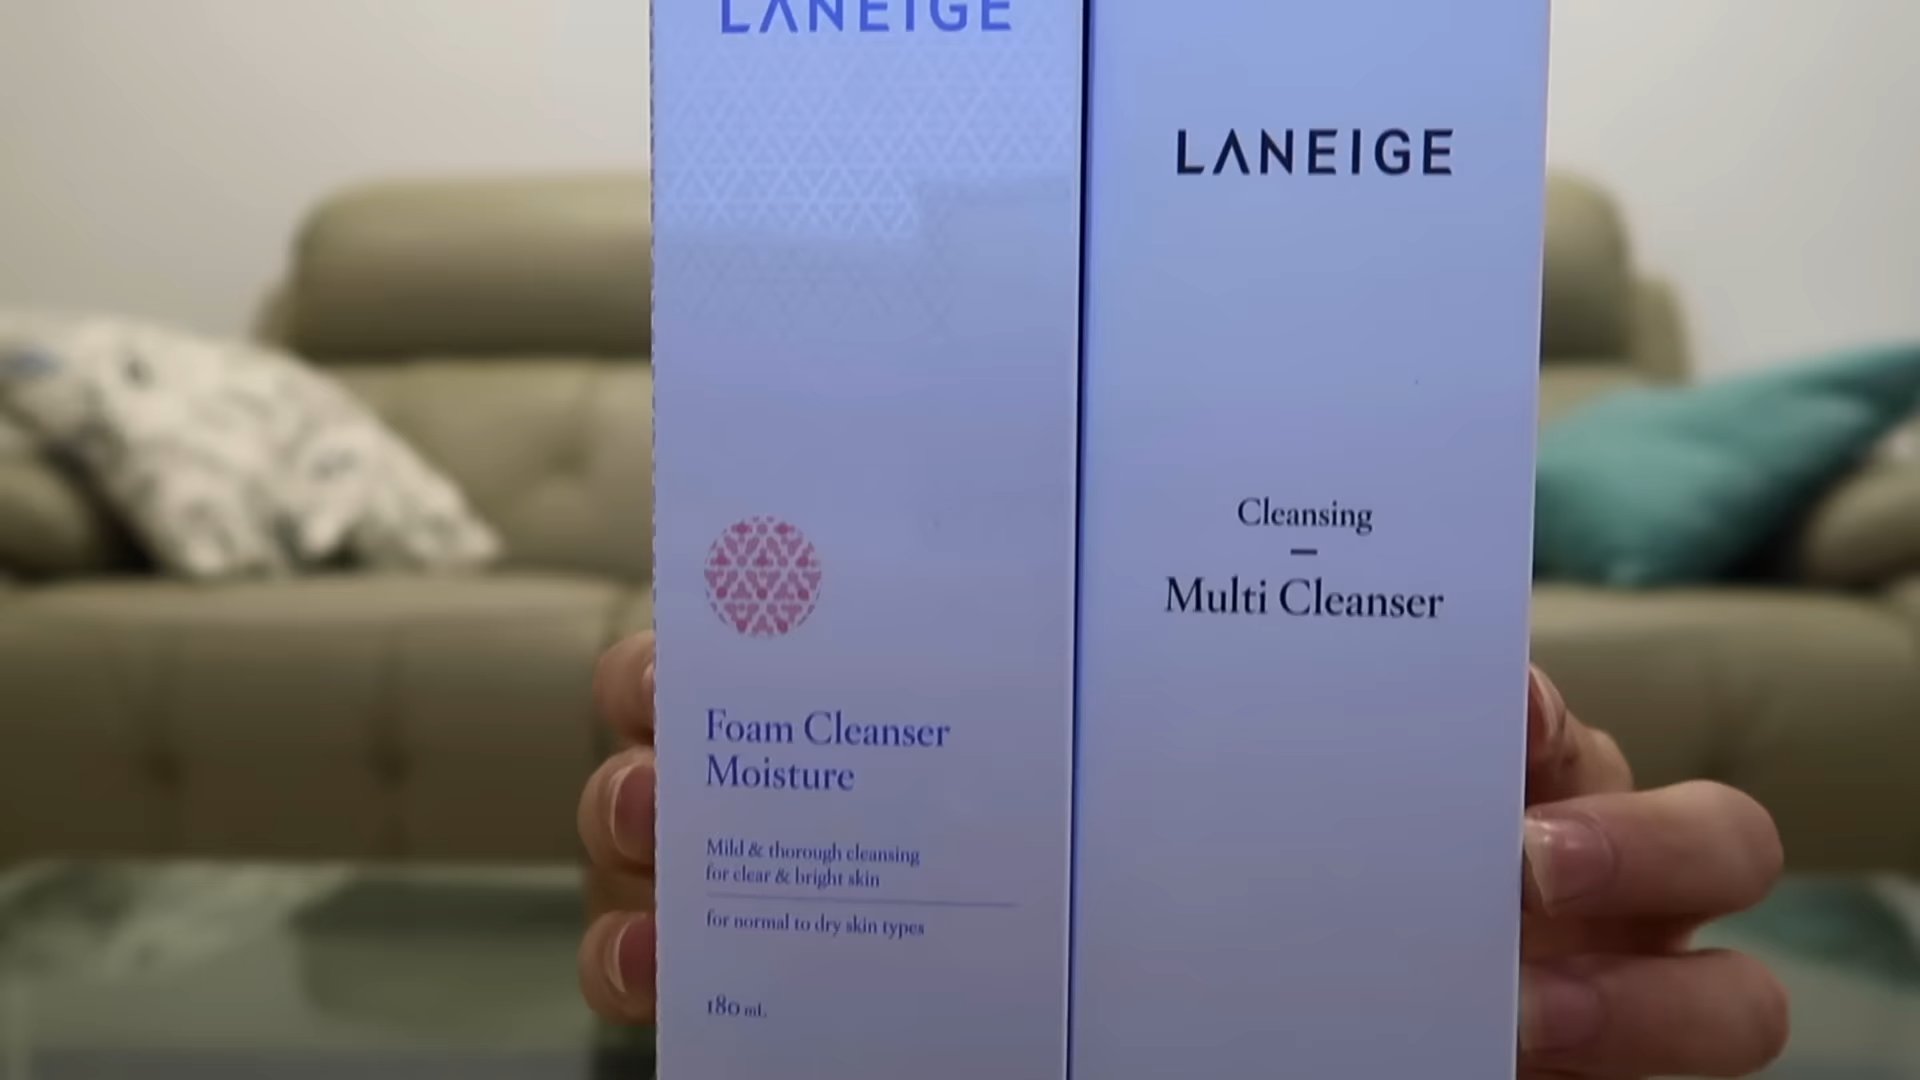 LANEIGE
Foam Cleanser
Moisture
Mild & thorough cleansing
for clear & bright skin
for normal to dry skin types
180 mL
LANEIGE
Cleansing
Multi Cleanser